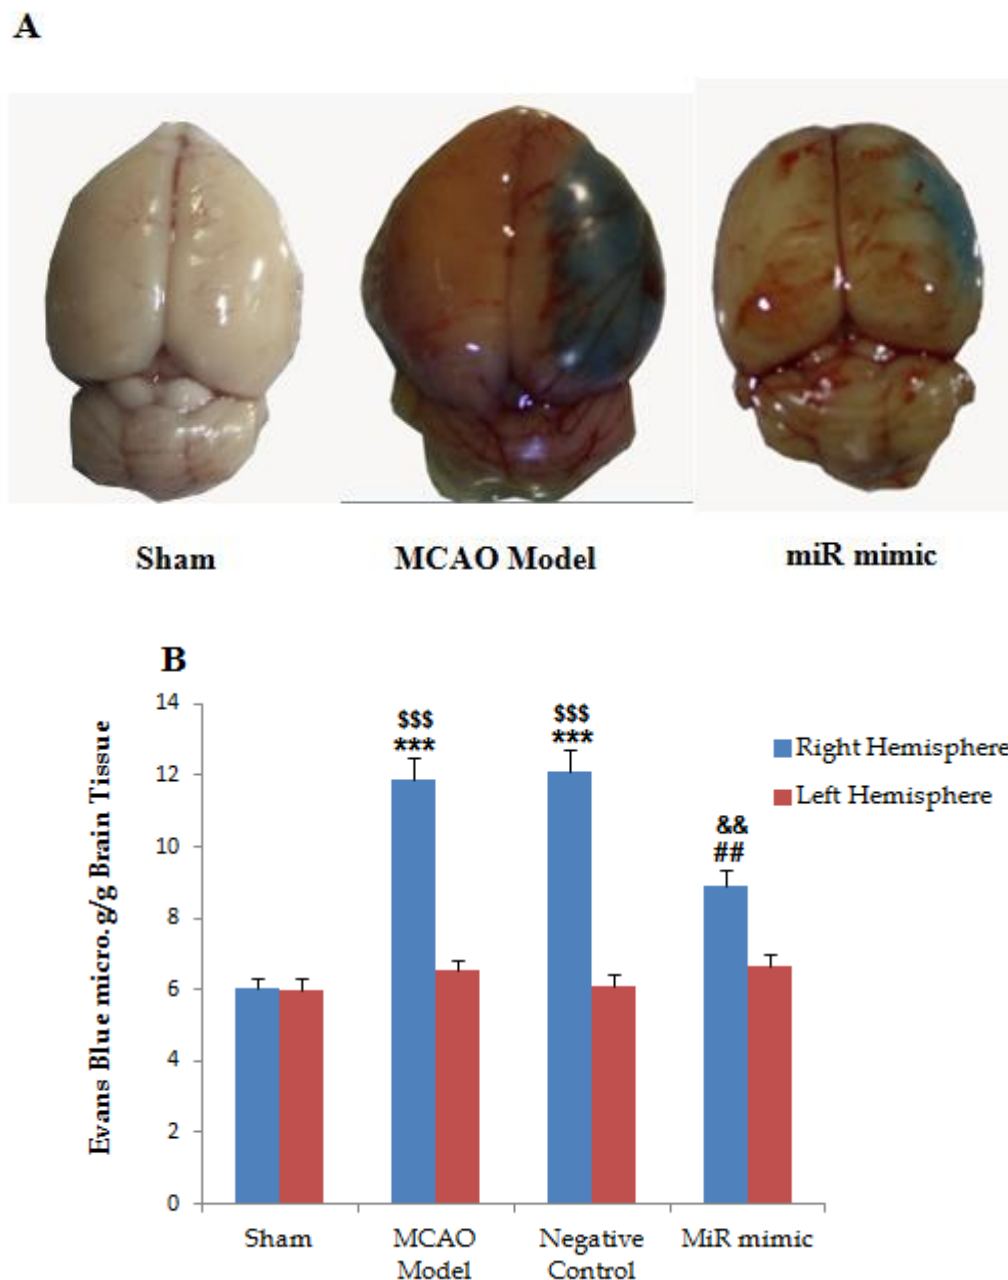 A
Sham
MCAO Model
miR mimic
B
Evans Blue micro.g/g Brain Tissue
14
12
10
8
6
4
2
0
$$$
***
$$$
***
&&
##
Right Hemisphere
Left Hemisphere
Sham
MCAO
Model
Negative
Control
MiR mimic